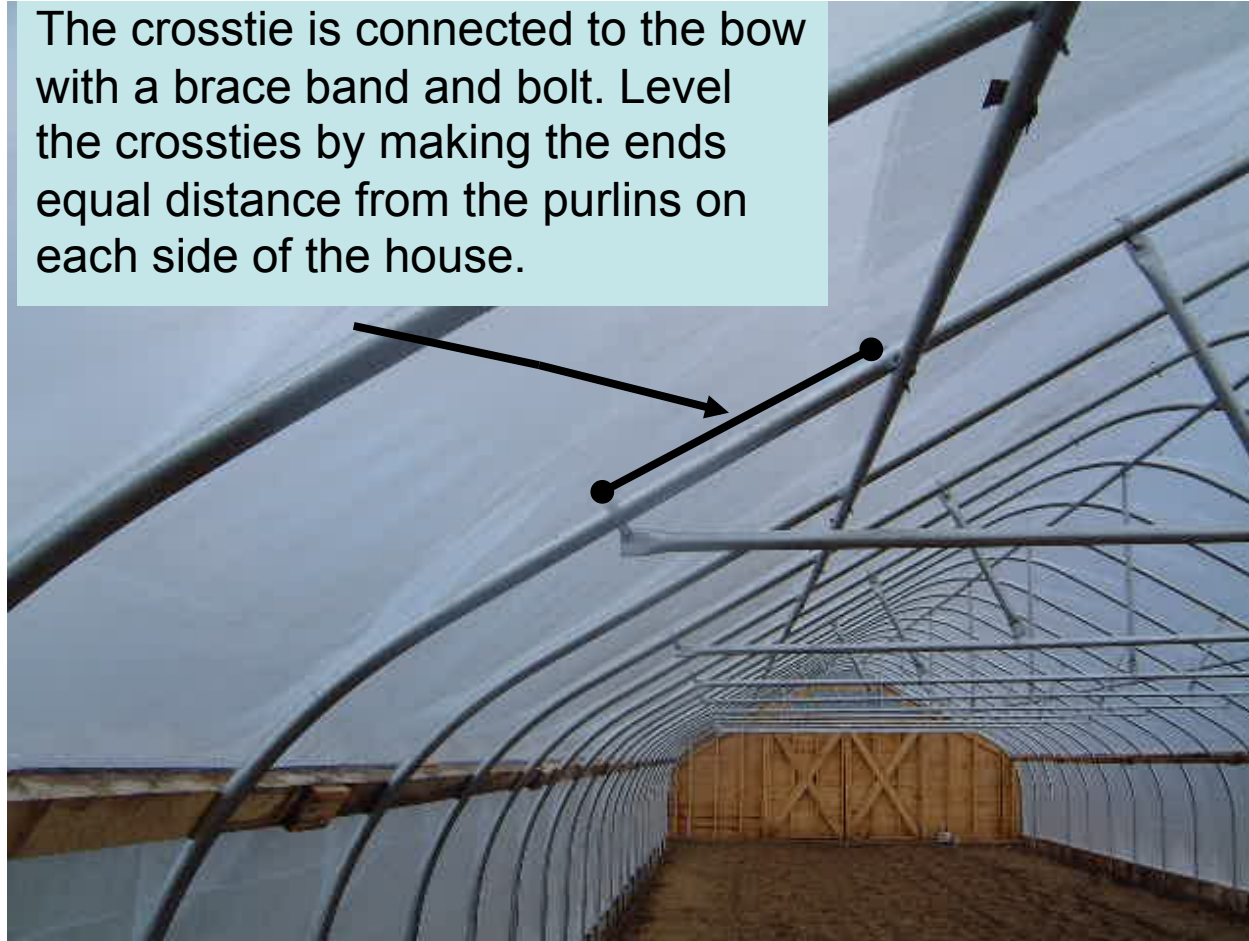 The crosstie is connected to the bow
with a brace band and bolt. Level
the crossties by making the ends
equal distance from the purlins on
each side of the house.